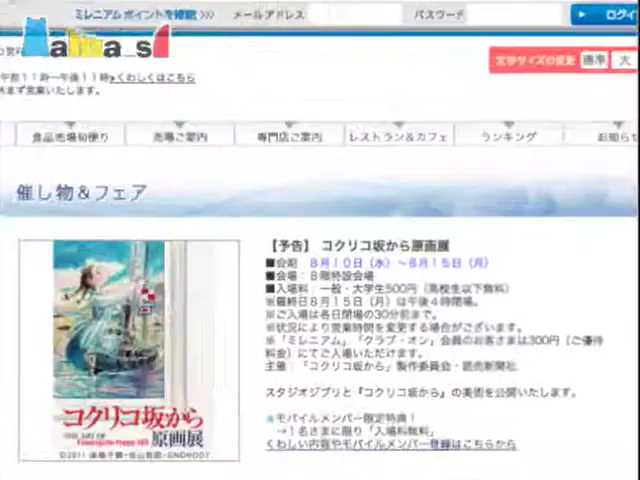 ミレニアムポイントを確認 >>> メールアドレス パスワード ログイ
午前11時〜午後11時 >くわしくはこちら
休まず営業いたします。
文字サイズの変更 標準 大
食品市場旬便り 売場ご案内 専門店ご案内 レストラン&カフェ ランキング お知らせ
催し物&フェア
【予告】 コクリコ坂から原画展
■会期 8月10日(水)〜8月15日(月)
■会場：8階特設会場
■入場料：一般・大学生500円（高校生以下無料）
※最終日8月15日（月）は午後4時閉場。
※ご入場は各日閉場の30分前まで。
※状況により営業時間を変更する場合がございます。
※「ミレニアム」「クラブ・オン」会員のお客さまは300円（ご優待
料金）にてご入場いただけます。
主催：「コクリコ坂から」製作委員会・読売新聞社
スタジオジブリと『コクリコ坂から』の美術を公開いたします。
★モバイルメンバー限定特典！
→1名さまに限り「入場料無料」
くわしい内容やモバイルメンバー登録はこちらから
コクリコ坂から
原画展